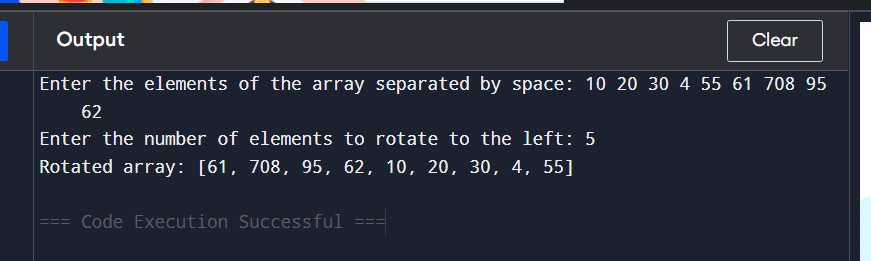 Output
Clear
Enter the elements of the array separated by space: 10 20 30 4 55 61 708 95
62
Enter the number of elements to rotate to the left: 5
Rotated array: [61, 708, 95, 62, 10, 20, 30, 4, 55]
=== Code Execution Successful ===